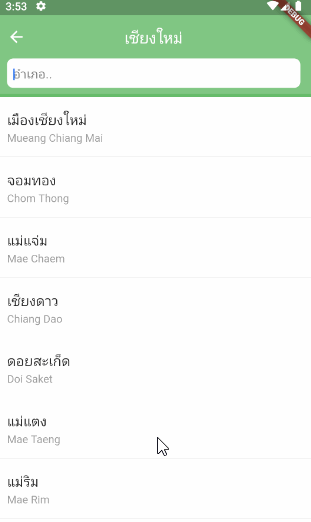 3:53
DEBUG
เชียงใหม่
อำเภอ..
เมืองเชียงใหม่
Mueang Chiang Mai
จอมทอง
Chom Thong
แม่แจ่ม
Mae Chaem
เชียงดาว
Chiang Dao
ดอยสะเก็ด
Doi Saket
แม่แตง
Mae Taeng
แม่ริม
Mae Rim